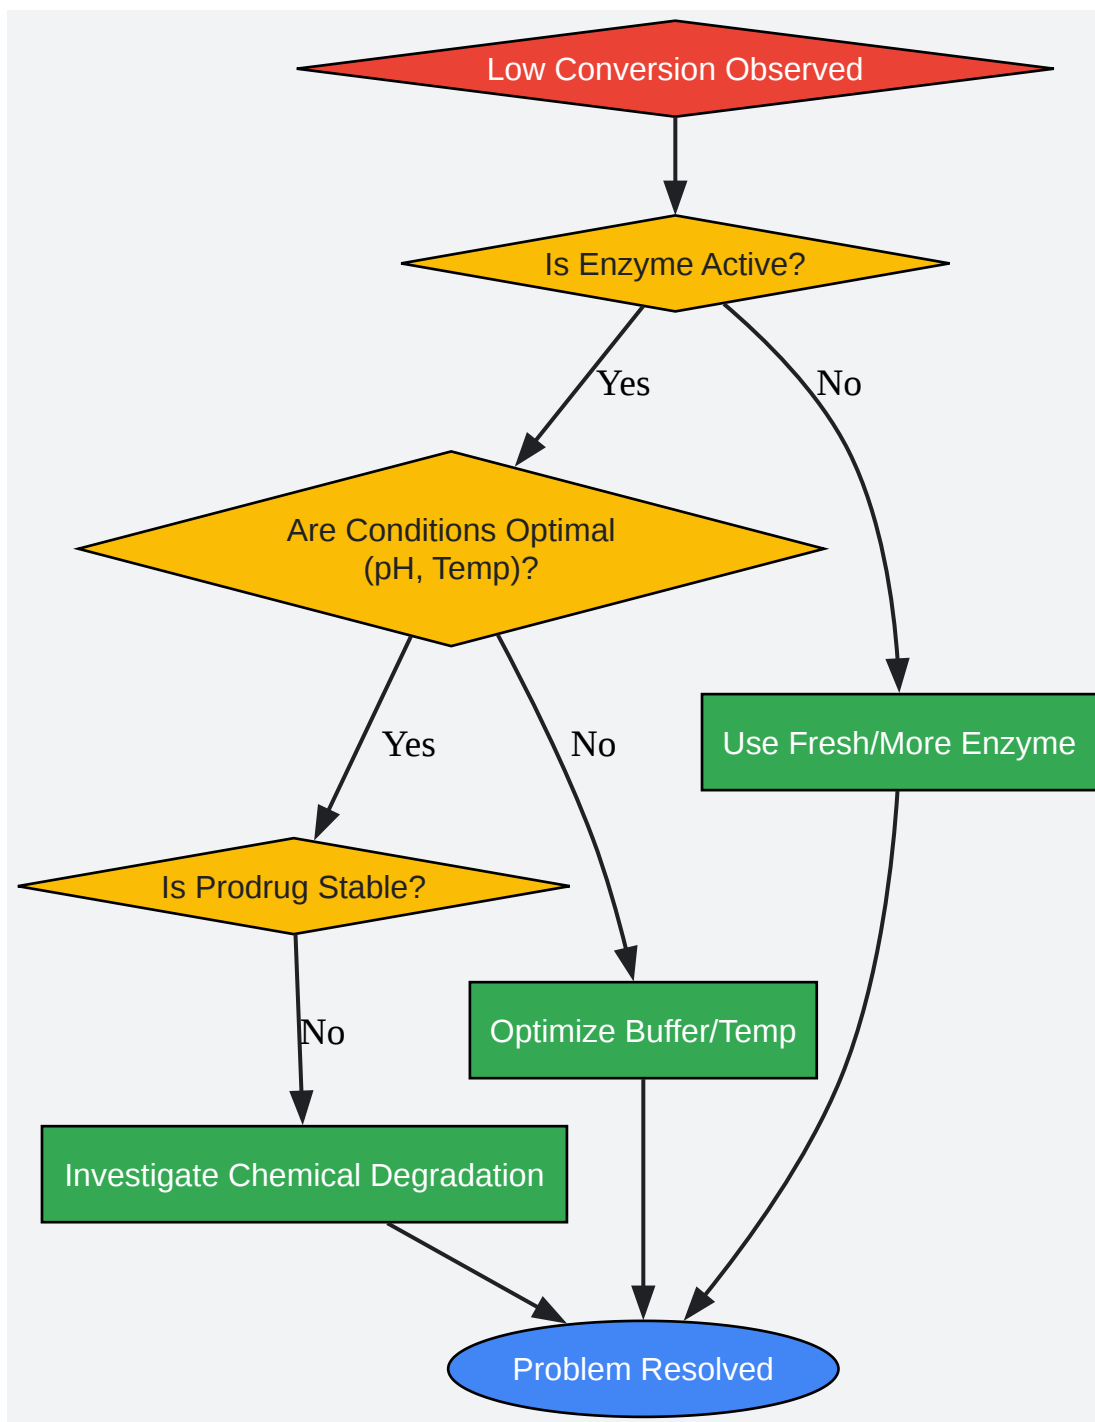 Low Conversion Observed
Is Enzyme Active?
Yes
No
Are Conditions Optimal
(pH, Temp)?
Yes
No
Use Fresh/More Enzyme
Is Prodrug Stable?
No
Optimize Buffer/Temp
Investigate Chemical Degradation
Problem Resolved